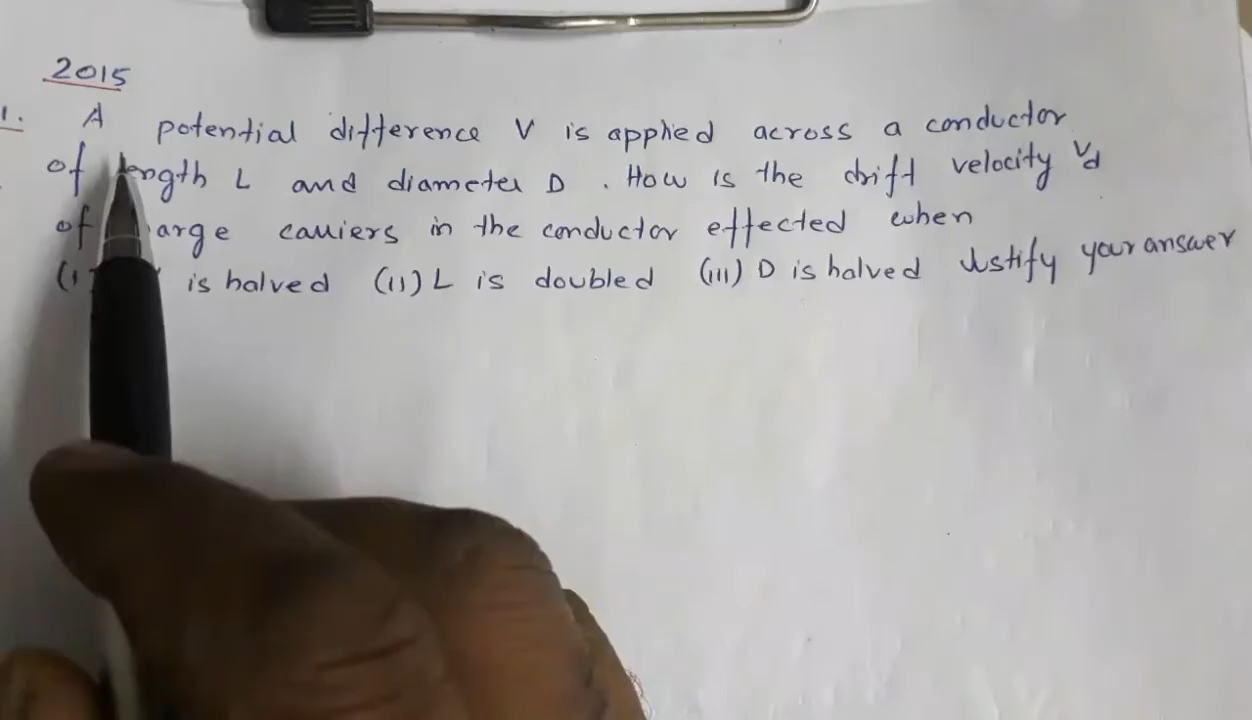 2015
1. A potential difference V is applied across a conductor
of length L and diameter D . How is the drift velocity Vd
of arge carriers in the conductor effected when
(i is halved (ii) L is doubled (iii) D is halved Justify your answer